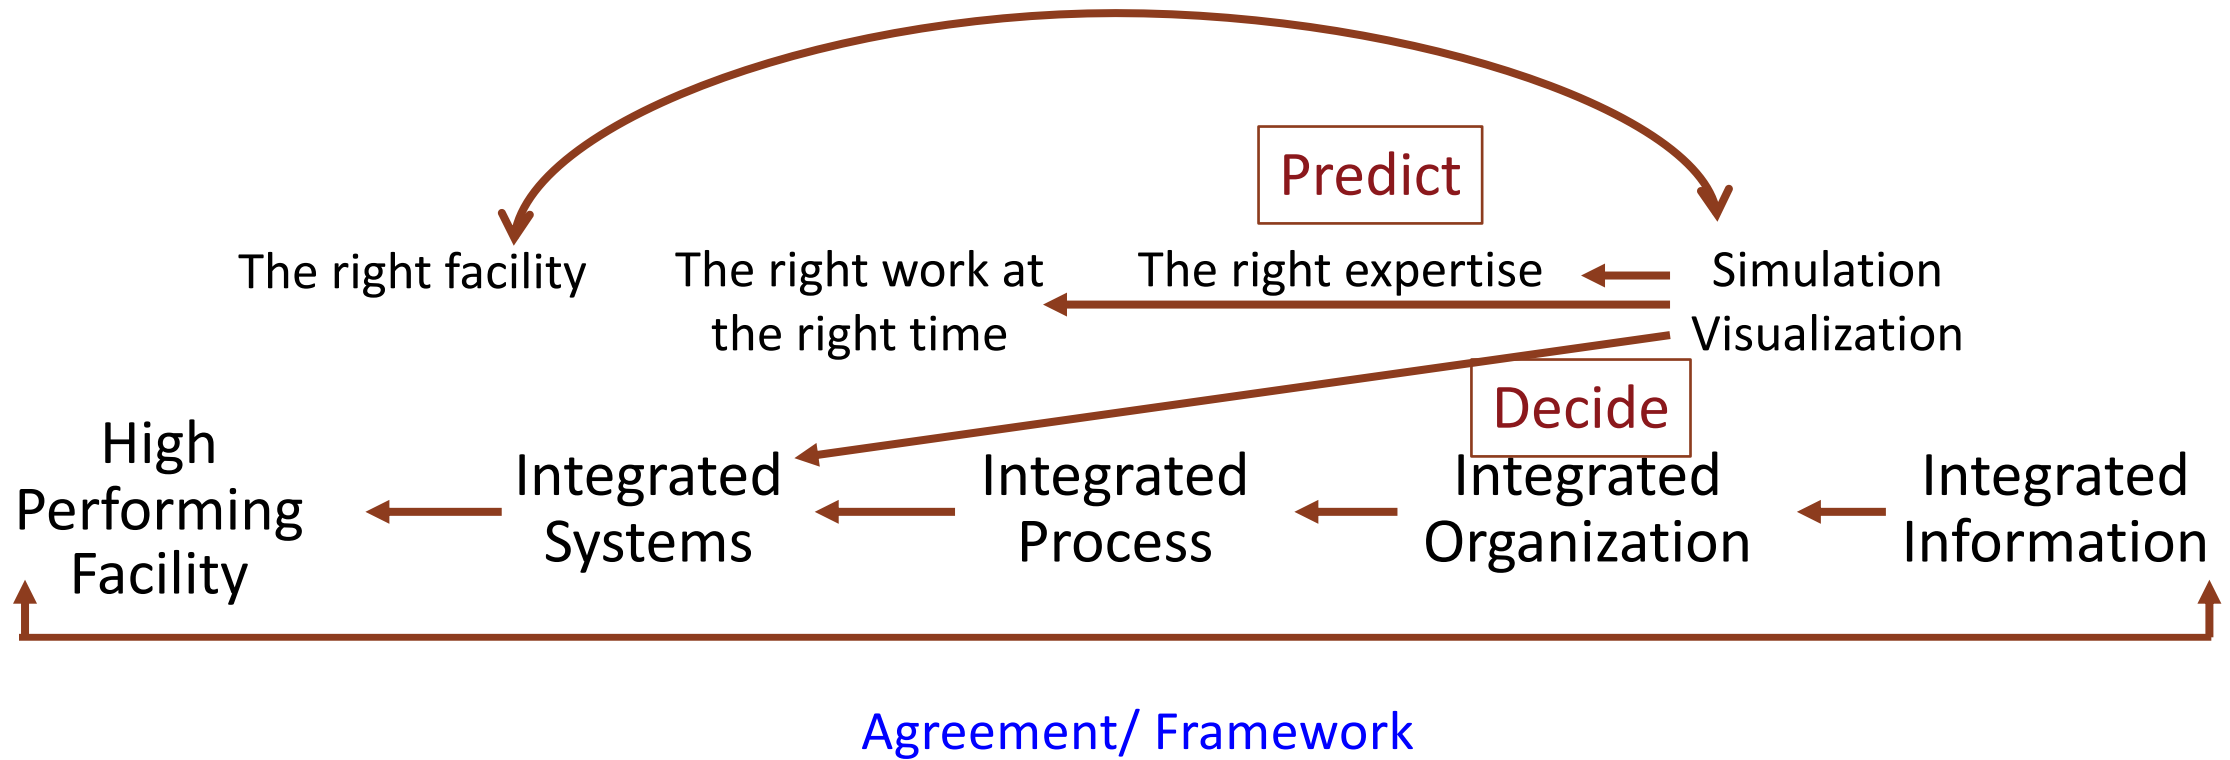 Predict
The right facility
The right work at
the right time
The right expertise
Simulation
Visualization
Decide
High
Performing
Facility
Integrated
Systems
Integrated
Process
Integrated
Organization
Integrated
Information
Agreement/ Framework